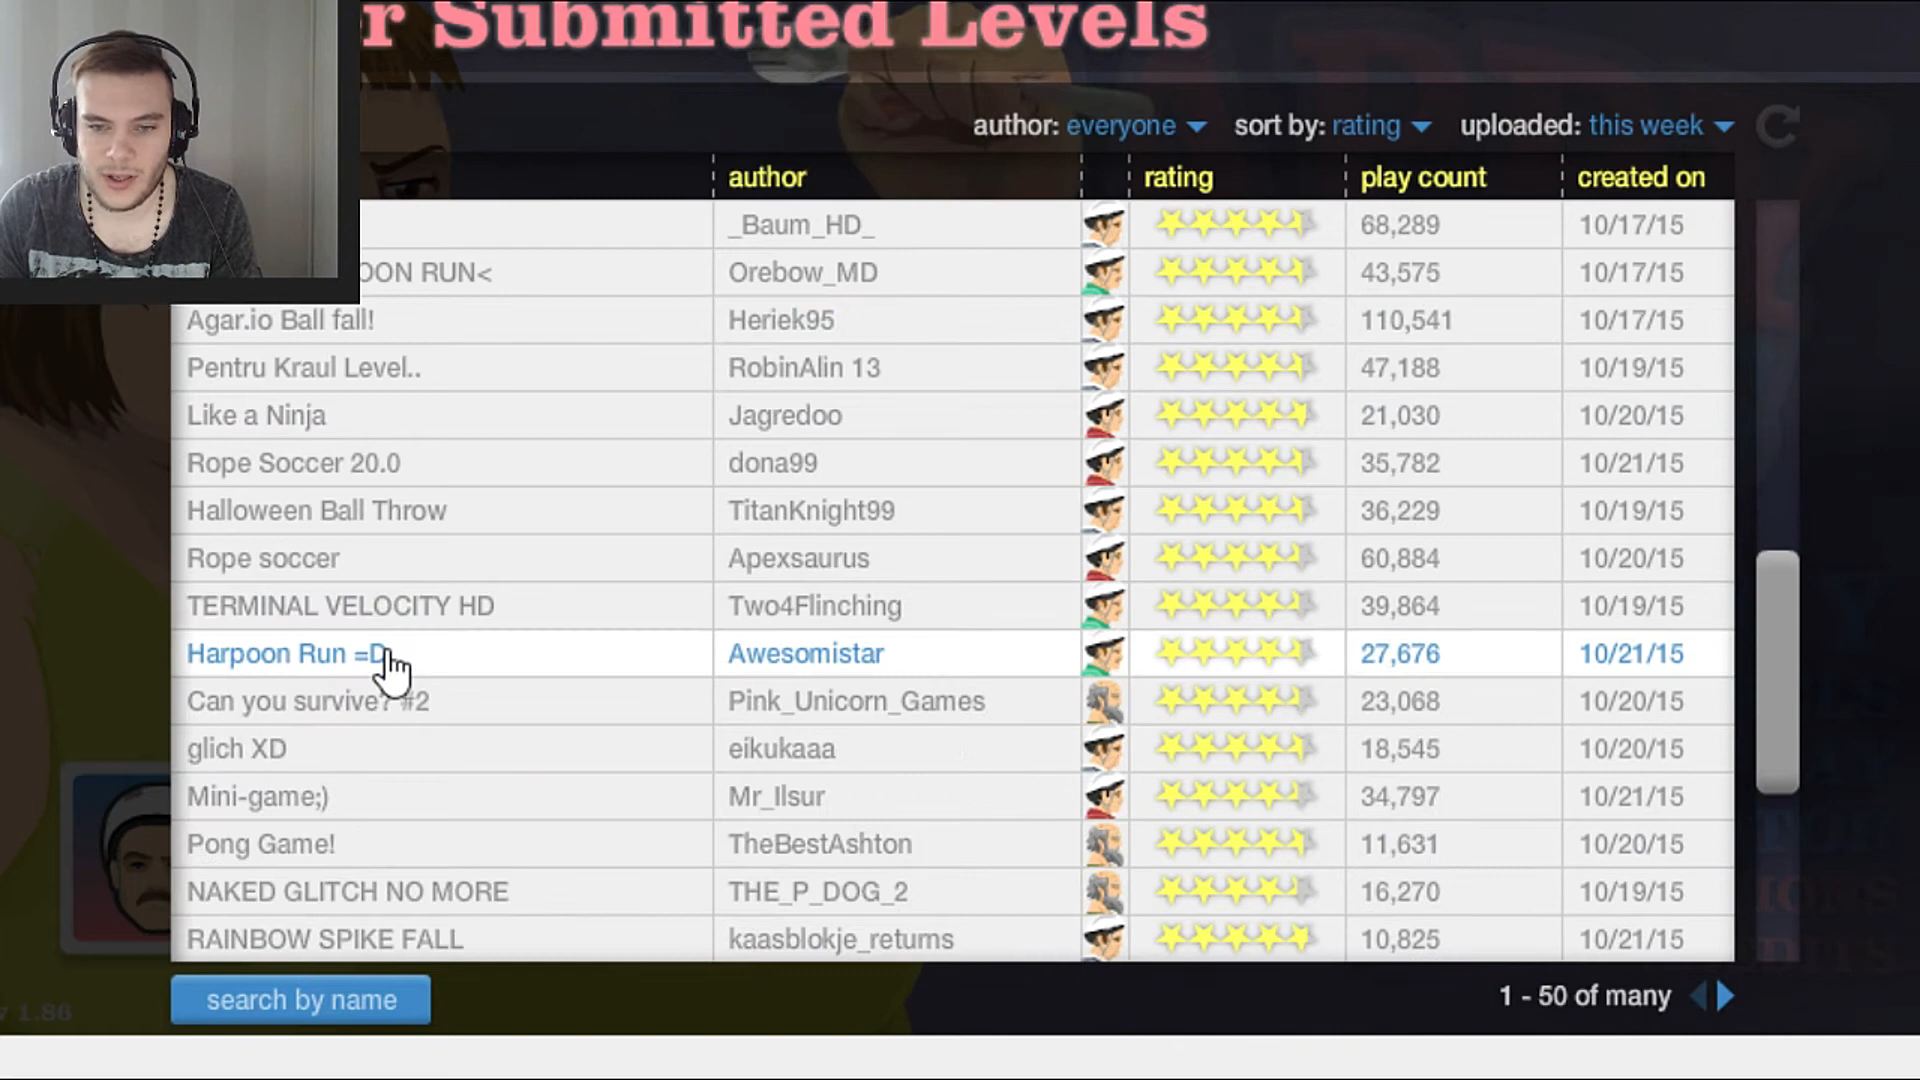 r Submitted Levels
author: everyone sort by: rating uploaded: this week
author rating play count created on
_Baum_HD_ 68,289 10/17/15
OON RUN< Orebow_MD 43,575 10/17/15
Agar.io Ball fall! Heriek95 110,541 10/17/15
Pentru Kraul Level.. RobinAlin 13 47,188 10/19/15
Like a Ninja Jagredoo 21,030 10/20/15
Rope Soccer 20.0 dona99 35,782 10/21/15
Halloween Ball Throw TitanKnight99 36,229 10/19/15
Rope soccer Apexsaurus 60,884 10/20/15
TERMINAL VELOCITY HD Two4Flinching 39,864 10/19/15
Harpoon Run =D Awesomistar 27,676 10/21/15
Can you survive? #2 Pink_Unicorn_Games 23,068 10/20/15
glich XD eikukaaa 18,545 10/20/15
Mini-game;) Mr_Ilsur 34,797 10/21/15
Pong Game! TheBestAshton 11,631 10/20/15
NAKED GLITCH NO MORE THE_P_DOG_2 16,270 10/19/15
RAINBOW SPIKE FALL kaasblokje_returns 10,825 10/21/15
search by name 1 - 50 of many
v 1.86